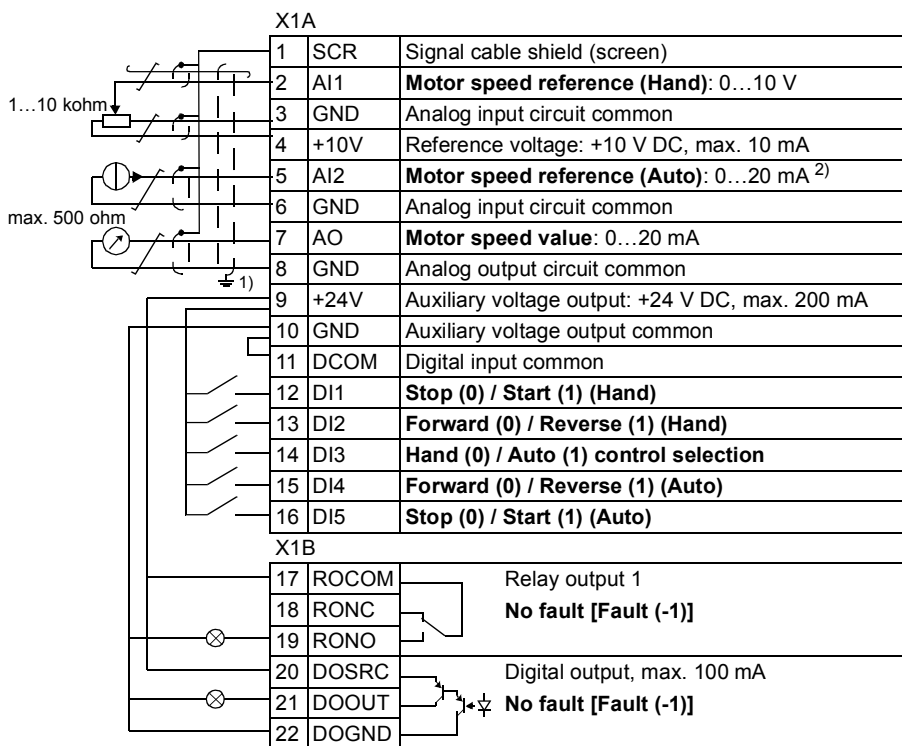 X1A
1 SCR Signal cable shield (screen)
2 AI1 Motor speed reference (Hand): 0…10 V
1…10 kohm
3 GND Analog input circuit common
4 +10V Reference voltage: +10 V DC, max. 10 mA
5 AI2 Motor speed reference (Auto): 0…20 mA 2)
6 GND Analog input circuit common
max. 500 ohm
7 AO Motor speed value: 0…20 mA
8 GND Analog output circuit common
1)
9 +24V Auxiliary voltage output: +24 V DC, max. 200 mA
10 GND Auxiliary voltage output common
11 DCOM Digital input common
12 DI1 Stop (0) / Start (1) (Hand)
13 DI2 Forward (0) / Reverse (1) (Hand)
14 DI3 Hand (0) / Auto (1) control selection
15 DI4 Forward (0) / Reverse (1) (Auto)
16 DI5 Stop (0) / Start (1) (Auto)
X1B
17 ROCOM Relay output 1
18 RONC No fault [Fault (-1)]
19 RONO
20 DOSRC Digital output, max. 100 mA
21 DOOUT No fault [Fault (-1)]
22 DOGND